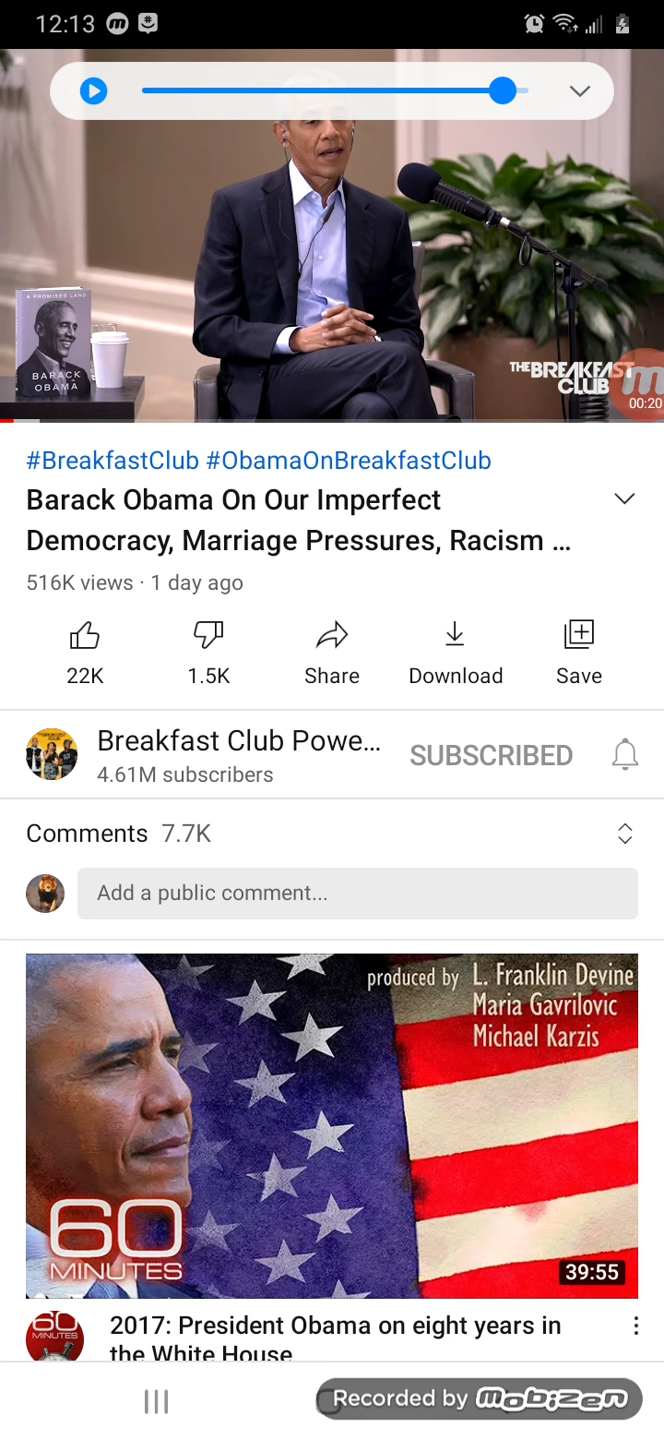 12:13
A PROMISED LAND
BARACK
OBAMA
THE BREAKFAST
CLUB
00:20
#BreakfastClub #ObamaOnBreakfastClub
Barack Obama On Our Imperfect
Democracy, Marriage Pressures, Racism ...
516K views · 1 day ago
22K
1.5K
Share
Download
Save
Breakfast Club Powe...
SUBSCRIBED
4.61M subscribers
Comments 7.7K
Add a public comment...
produced by L. Franklin Devine
Maria Gavrilovic
Michael Karzis
60
MINUTES
39:55
60
MINUTES
2017: President Obama on eight years in
the White House
Recorded by mobizen